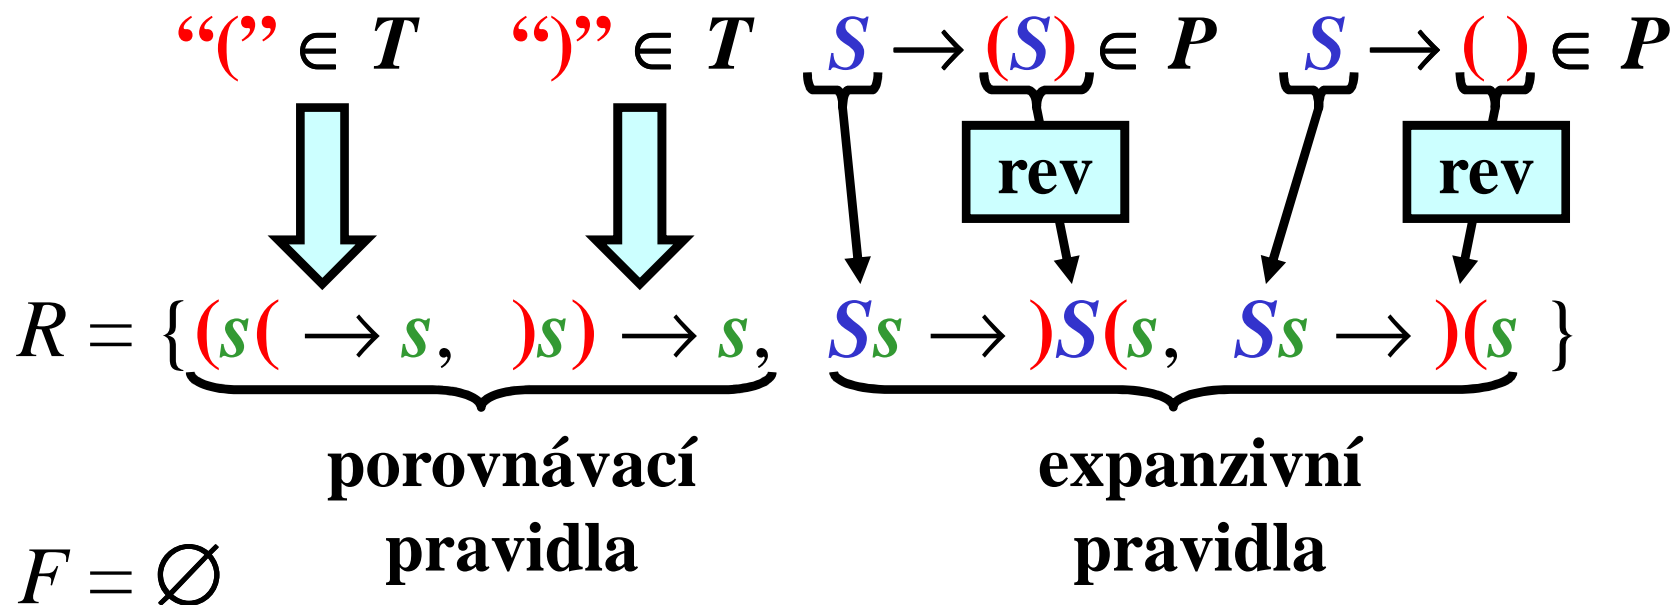 “(” ∈ T “)” ∈ T S → (S) ∈ P S → ( ) ∈ P
rev rev
R = {(s( → s, )s) → s, Ss → )S(s, Ss → )(s }
porovnávací expanzivní
pravidla pravidla
F = ∅